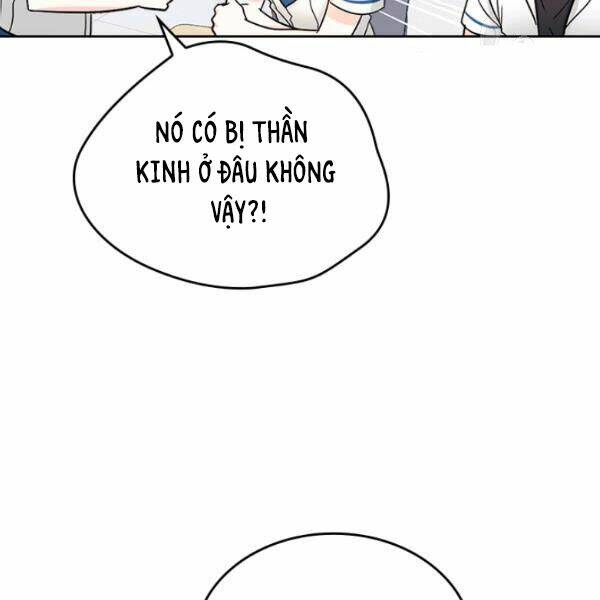 NÓ CÓ BỊ THẦN
KINH Ở ĐÂU KHÔNG
VẬY?!